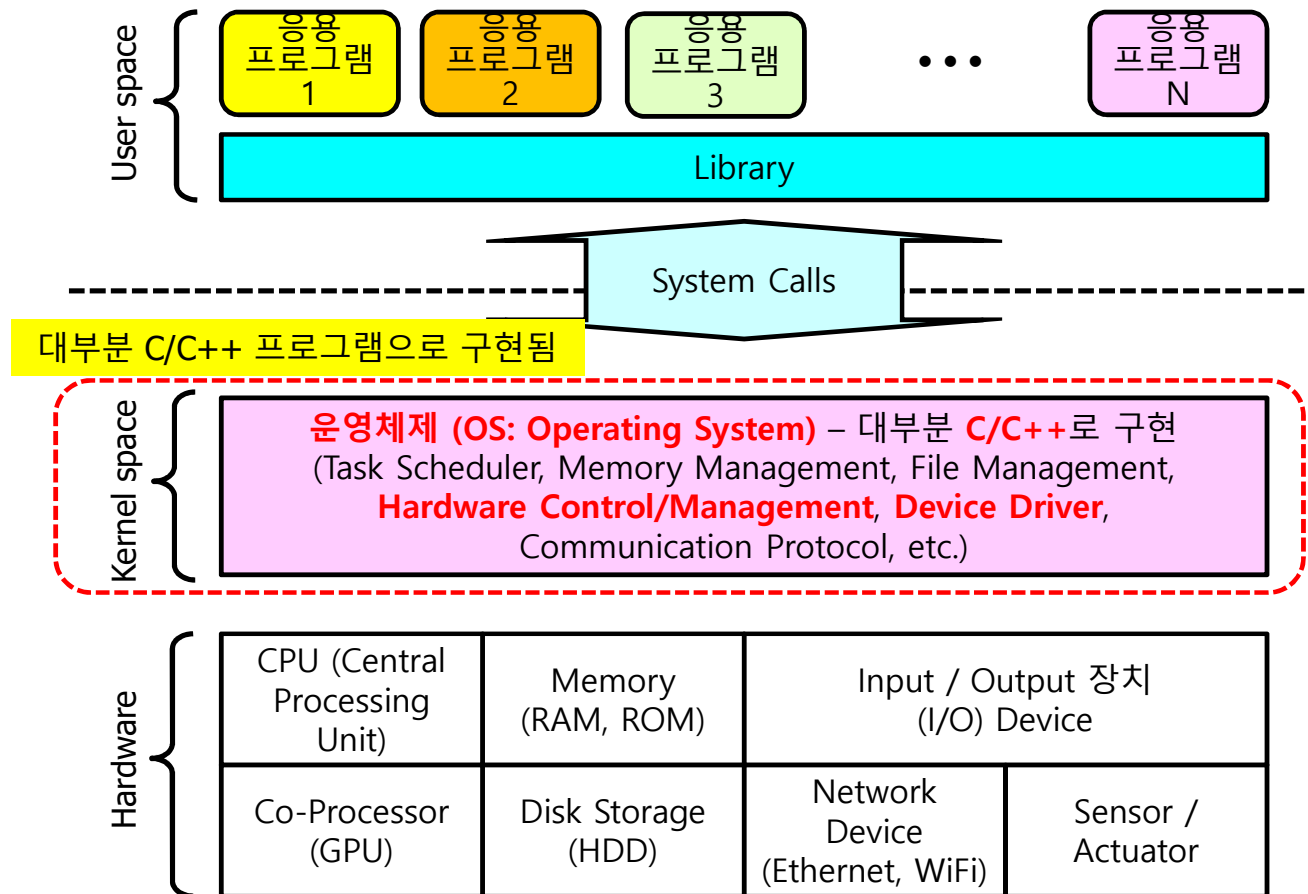 User space
응용
프로그램
1
응용
프로그램
2
응용
프로그램
3
•••
응용
프로그램
N
Library
System Calls
대부분 C/C++ 프로그램으로 구현됨
Kernel space
운영체제 (OS: Operating System) – 대부분 C/C++로 구현
(Task Scheduler, Memory Management, File Management,
Hardware Control/Management, Device Driver,
Communication Protocol, etc.)
Hardware
CPU (Central
Processing
Unit)
Memory
(RAM, ROM)
Input / Output 장치
(I/O) Device
Co-Processor
(GPU)
Disk Storage
(HDD)
Network
Device
(Ethernet, WiFi)
Sensor /
Actuator